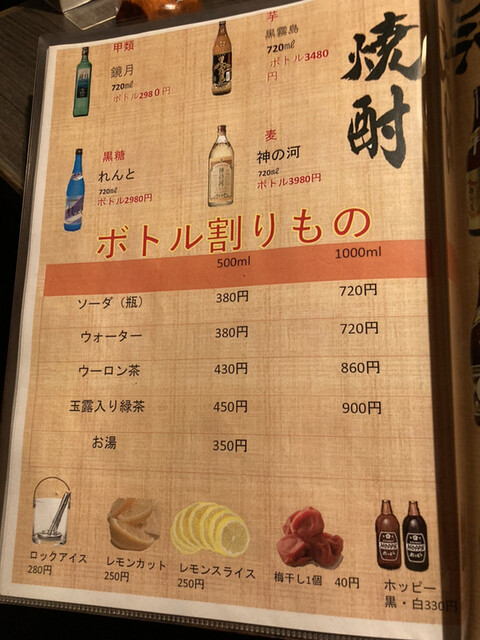 焼酎
甲類
鏡月
720㎖
ボトル2980円
芋
黒霧島
720㎖
ボトル3480
円
黒糖
れんと
720㎖
ボトル2980円
麦
神の河
720㎖
ボトル3980円
ボトル割りもの
500ml 1000ml
ソーダ（瓶） 380円 720円
ウォーター 380円 720円
ウーロン茶 430円 860円
玉露入り緑茶 450円 900円
お湯 350円
ロックアイス
280円
レモンカット
250円
レモンスライス
250円
梅干し1個 40円
ホッピー
黒・白330円